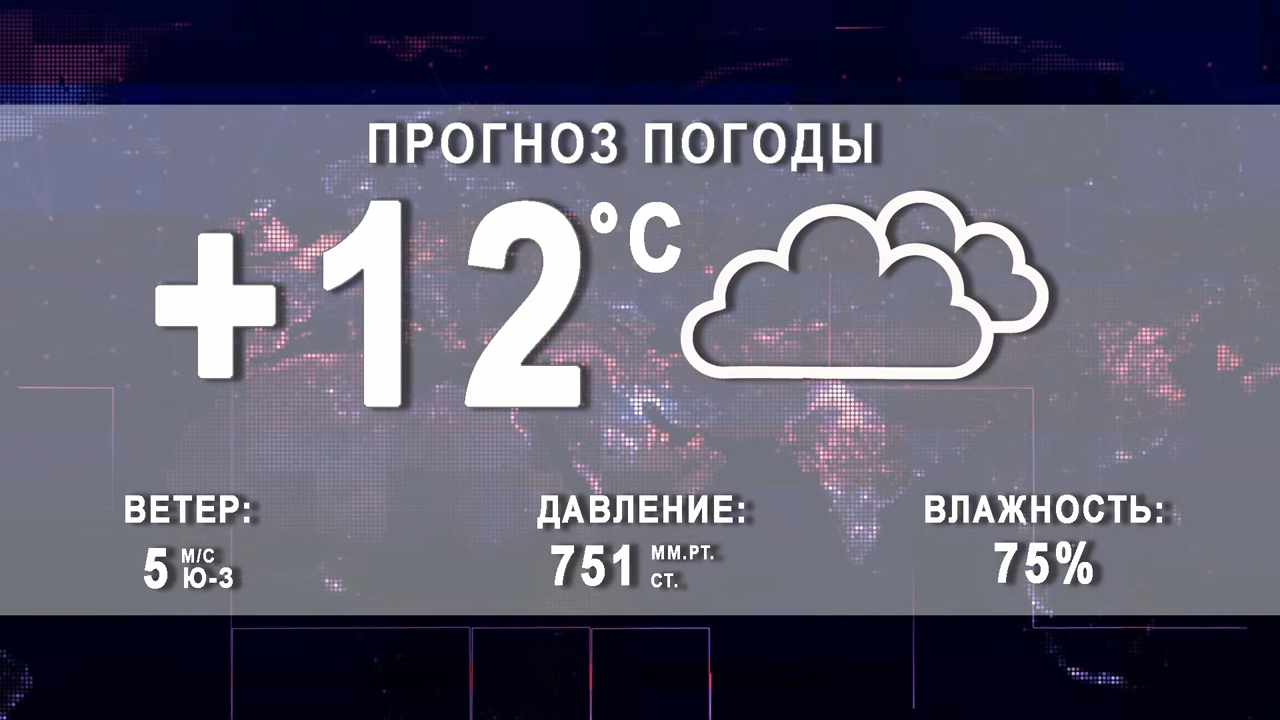 ПРОГНОЗ ПОГОДЫ
+12°C
ВЕТЕР:
5 М/С
Ю-З
ДАВЛЕНИЕ:
751 ММ.РТ.
СТ.
ВЛАЖНОСТЬ:
75%